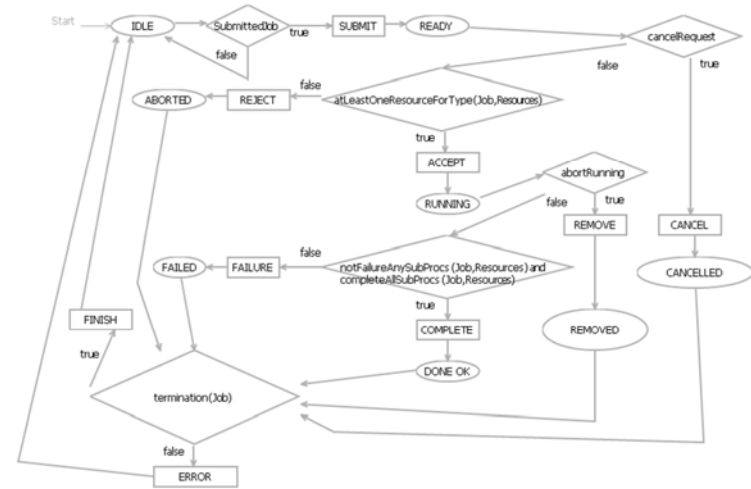 Start
IDLE
SubmittedJob
true
SUBMIT
READY
cancelRequest
false
false
true
false
ABORTED
REJECT
atLeastOneResourceForType(Job,Resources)
true
ACCEPT
abortRunning
RUNNING
false
true
REMOVE
CANCEL
false
FAILED
FAILURE
notFailureAnySubProcs (Job,Resources) and
completeAllSubProcs (Job,Resources)
CANCELLED
true
FINISH
COMPLETE
REMOVED
true
DONE OK
termination(Job)
false
ERROR